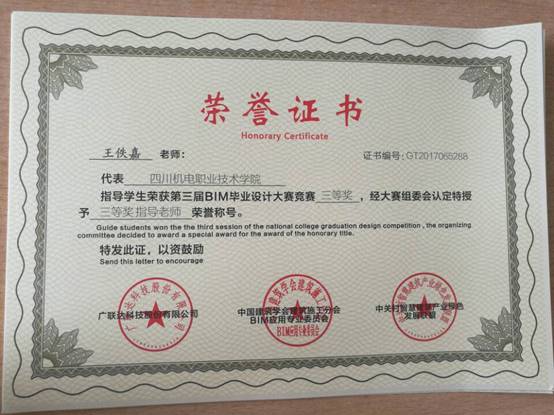 荣誉证书
Honorary Certificate
王佚嘉 老师：
证书编号：GT2017065288
代表 四川机电职业技术学院
指导学生荣获第三届BIM毕业设计大赛竞赛 三等奖，经大赛组委会认定特授
予 三等奖指导老师 荣誉称号。
Guide students won the the third session of the national college graduation design competition , the organizing
committee decided to award a special award for the award of the honorary title.
特发此证，以资鼓励
Send this letter to encourage
广联达科技股份有限公司
中国建筑学会建筑施工分会
BIM应用专业委员会
中关村智慧建筑产业绿色
发展联盟